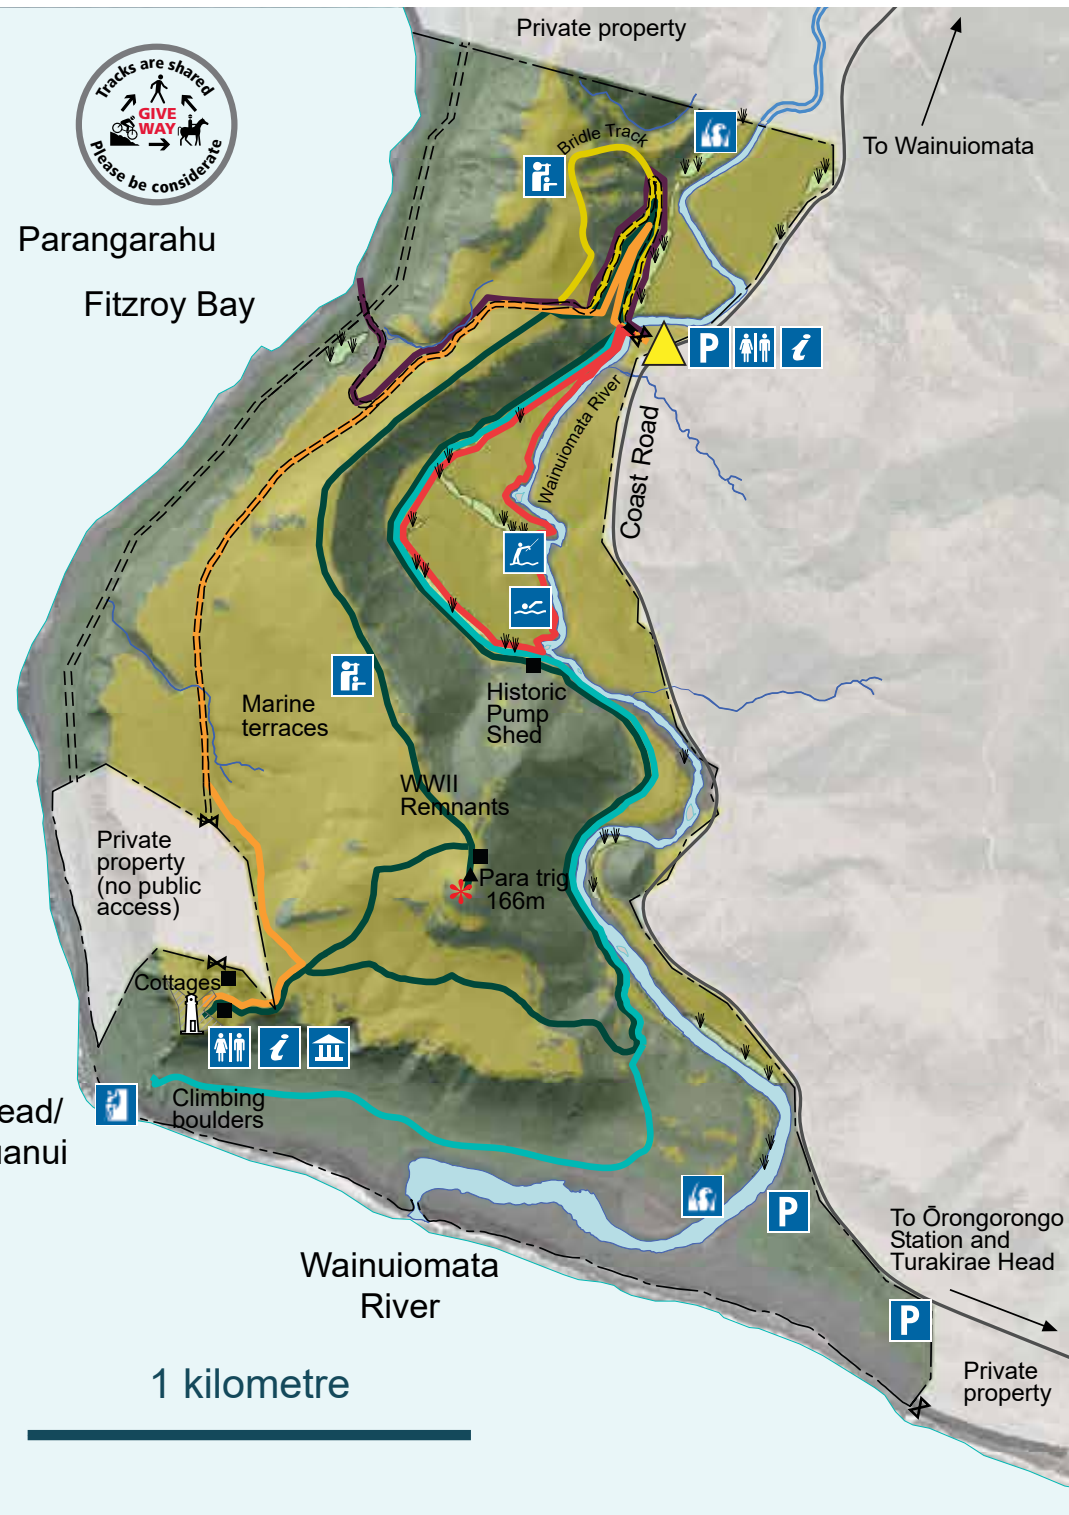 Private property
Tracks are shared
GIVE
WAY
Please be considerate
To Wainuiomata
Bridle Track
Parangarahu
Fitzroy Bay
P
i
Wainuiomata River
Coast Road
Historic
Pump
Shed
Marine
terraces
WWII
Remnants
Private
property
(no public
access)
Para trig
166m
Cottages
i
Climbing
boulders
ead/
uanui
P
To Ōrongorongo
Station and
Turakirae Head
Wainuiomata
River
P
Private
property
1 kilometre